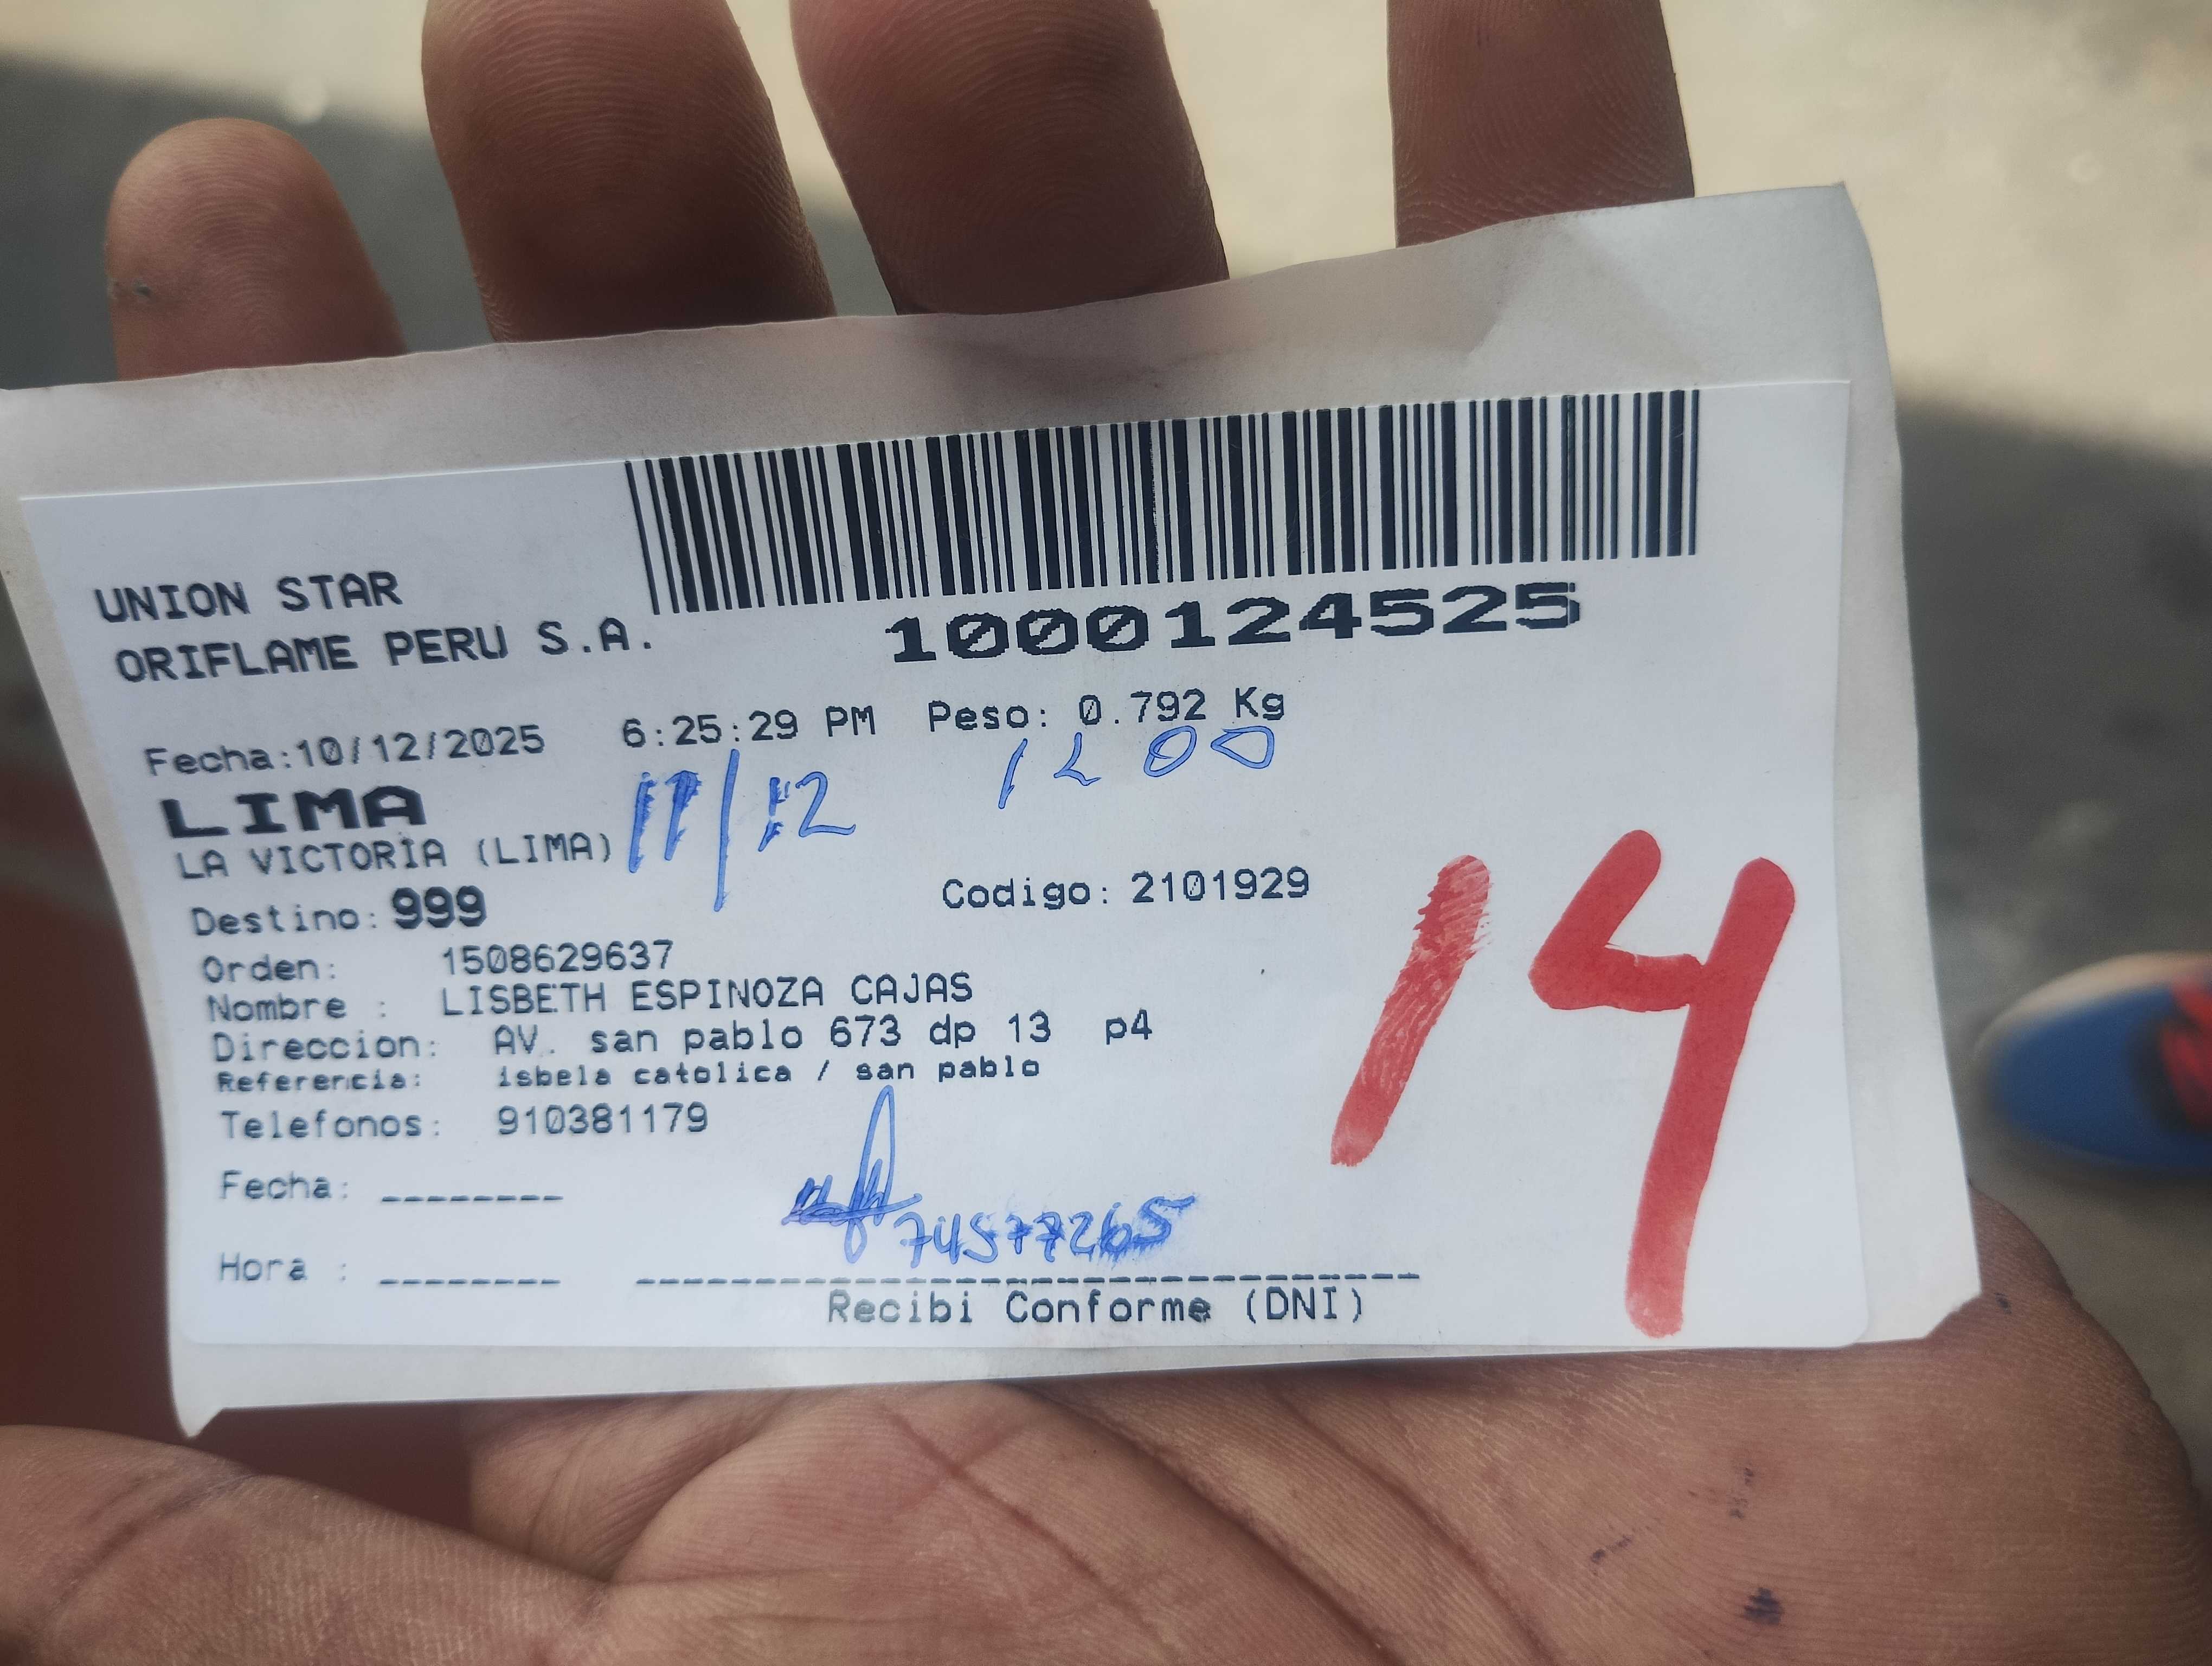 UNION STAR
ORIFLAME PERU S.A.
1000124525
Fecha:10/12/2025 6:25:29 PM Peso: 0.792 Kg
LIMA
11/12 1200
LA VICTORIA (LIMA)
Destino: 999 Codigo: 2101929
Orden: 1508629637
Nombre : LISBETH ESPINOZA CAJAS
Direccion: AV. san pablo 673 dp 13 p4
Referencia: isbela catolica / san pablo
Telefonos: 910381179
14
Fecha: --------
74577265
Hora : --------
Recibi Conforme (DNI)